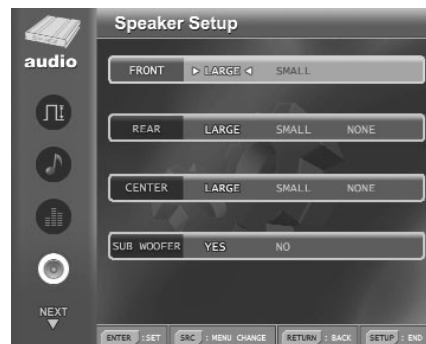 Speaker Setup
audio
FRONT LARGE SMALL
REAR LARGE SMALL NONE
CENTER LARGE SMALL NONE
SUB WOOFER YES NO
NEXT
ENTER : SET SRC : MENU CHANGE RETURN : BACK SETUP : END